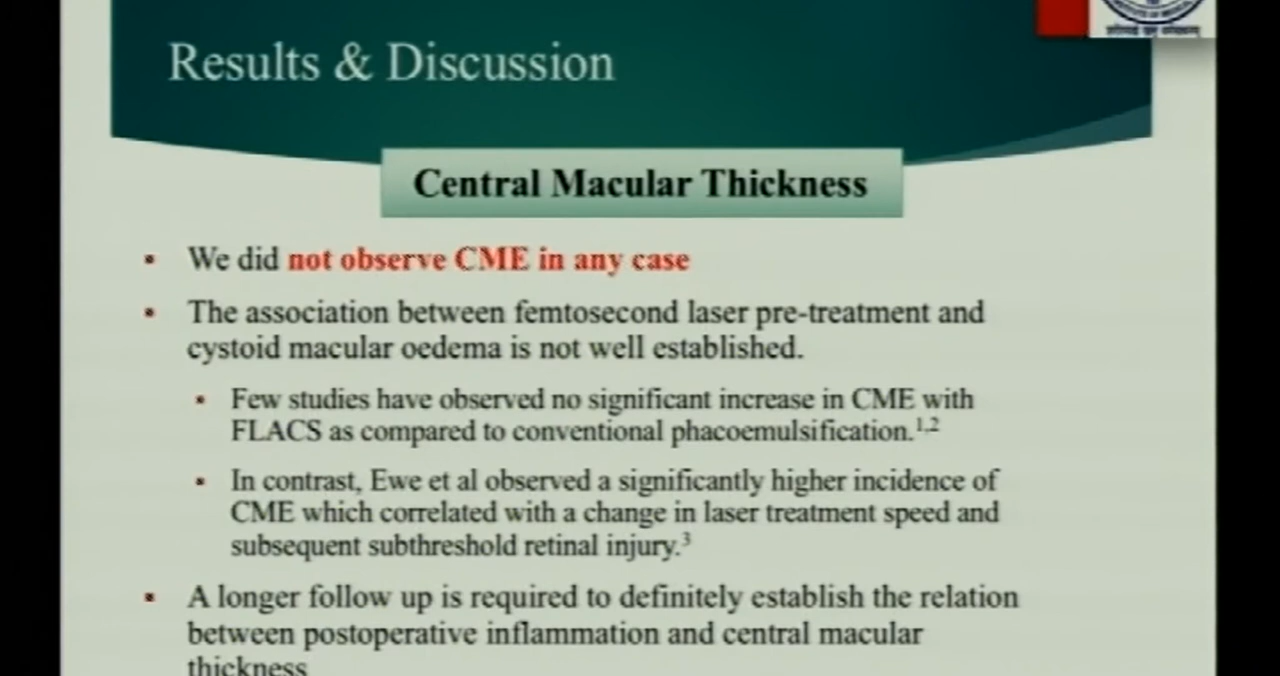 Results & Discussion
Central Macular Thickness
▪ We did not observe CME in any case
▪ The association between femtosecond laser pre-treatment and
cystoid macular oedema is not well established.
▪ Few studies have observed no significant increase in CME with
FLACS as compared to conventional phacoemulsification.1,2
▪ In contrast, Ewe et al observed a significantly higher incidence of
CME which correlated with a change in laser treatment speed and
subsequent subthreshold retinal injury.3
▪ A longer follow up is required to definitely establish the relation
between postoperative inflammation and central macular
thickness